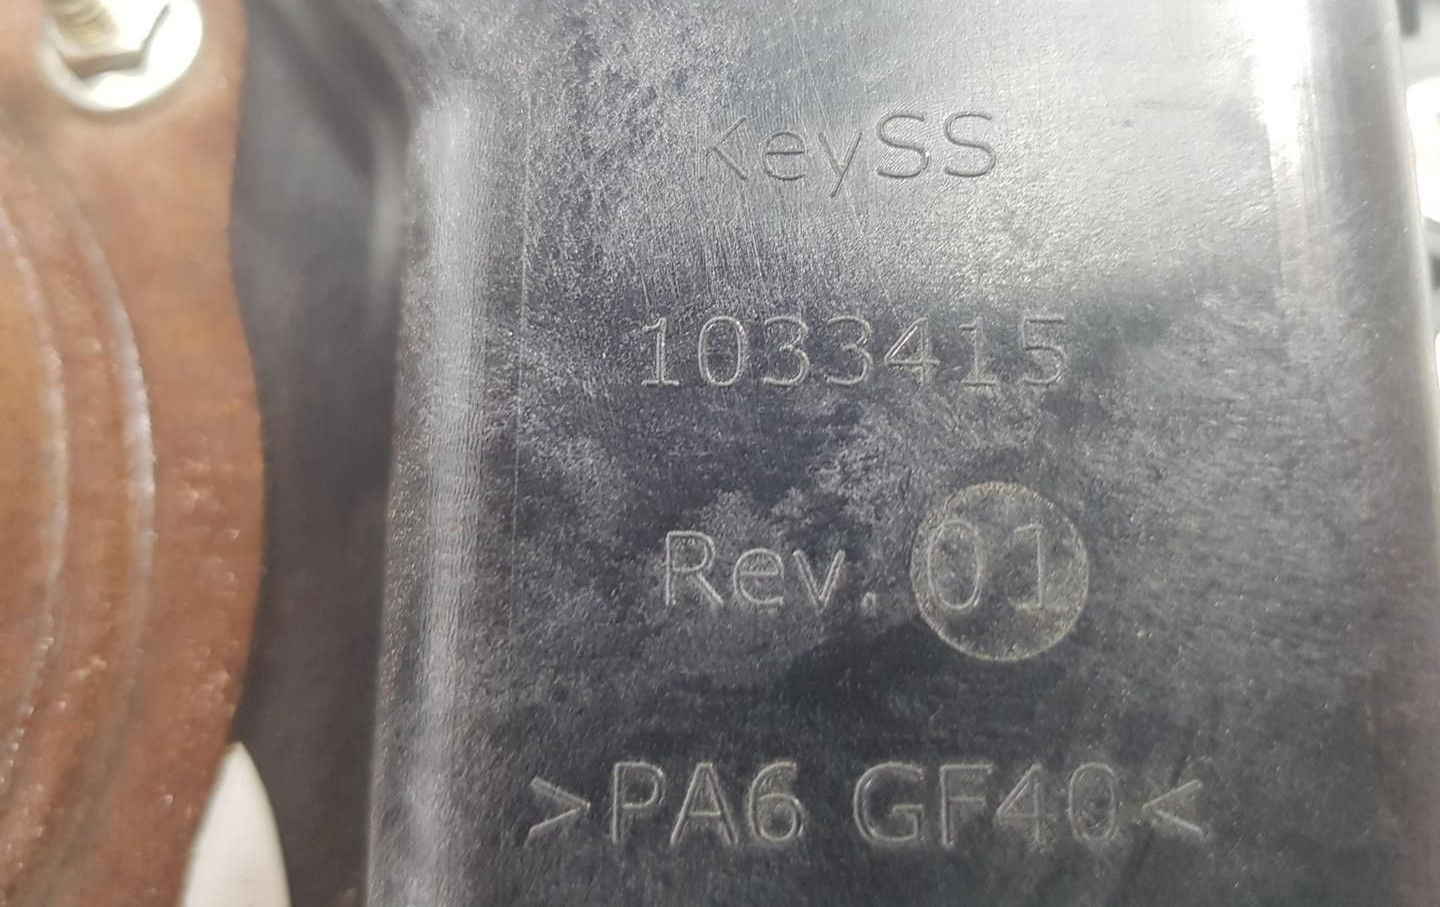 KeySS
1033415
Rev. 01
>PA6 GF40<